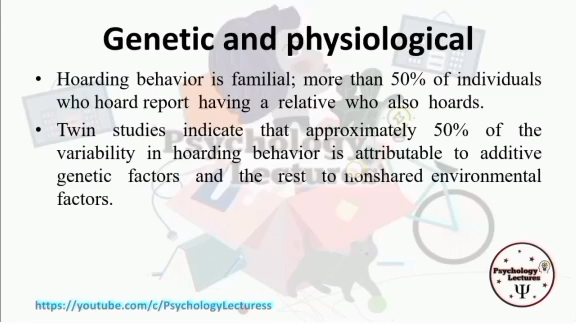 Genetic and physiological
• Hoarding behavior is familial; more than 50% of individuals
who hoard report having a relative who also hoards.
• Twin studies indicate that approximately 50% of the
variability in hoarding behavior is attributable to additive
genetic factors and the rest to nonshared environmental
factors.
Psychology
Lectures
Psychology
Lectures
Ψ
https://youtube.com/c/PsychologyLecturess